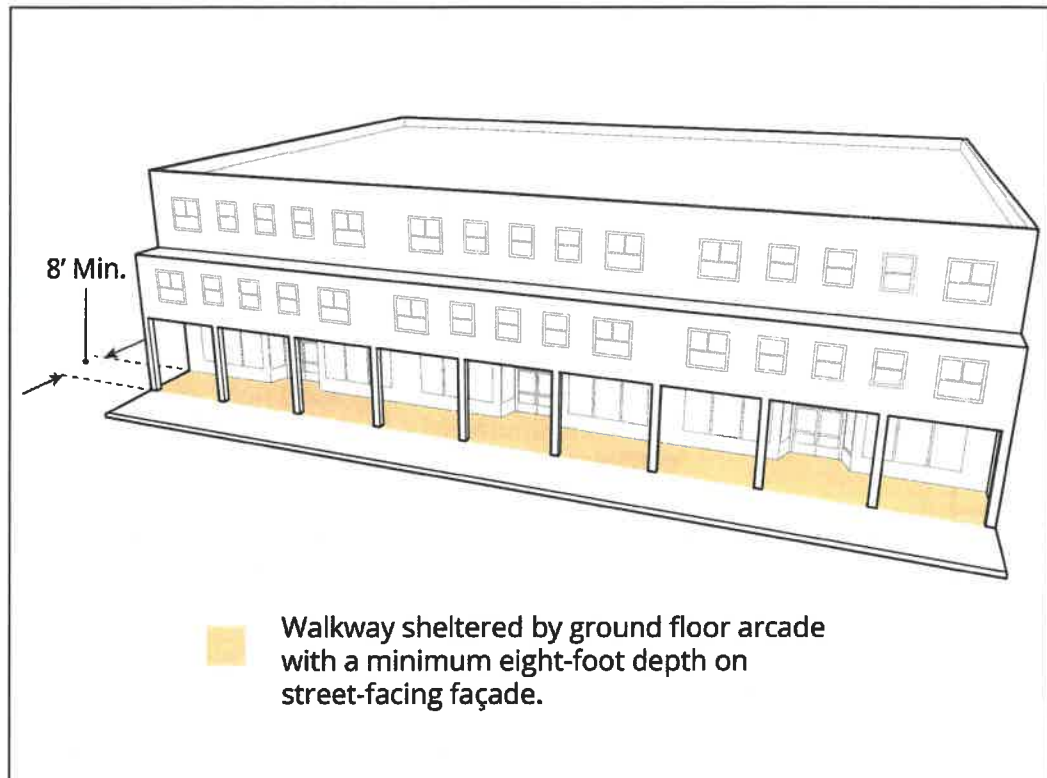 8' Min.
Walkway sheltered by ground floor arcade
with a minimum eight-foot depth on
street-facing façade.